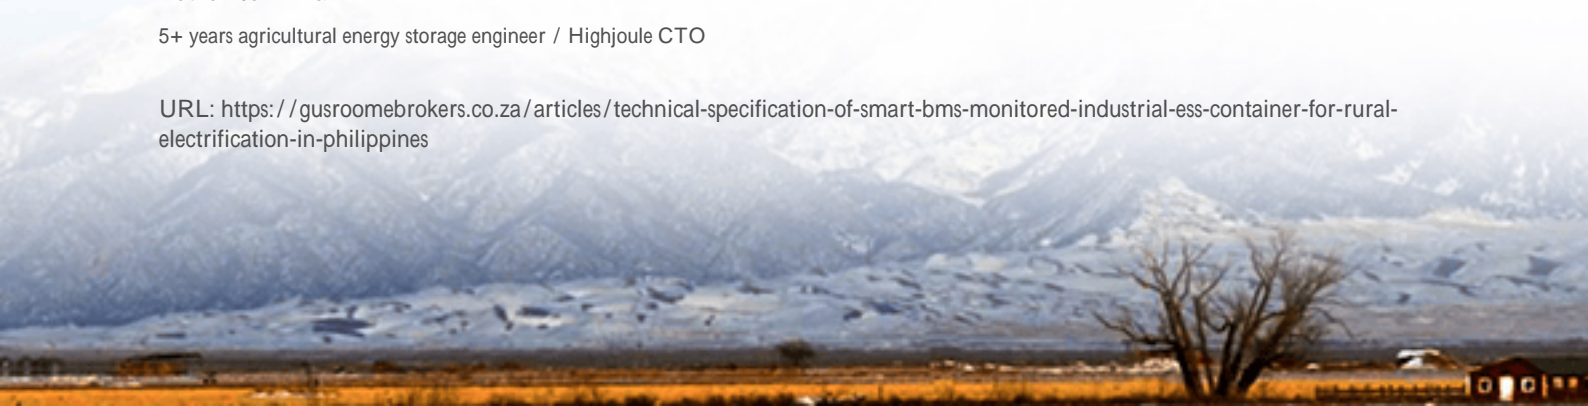 5+ years agricultural energy storage engineer / Highjoule CTO
URL: https://gusroomebrokers.co.za/articles/technical-specification-of-smart-bms-monitored-industrial-ess-container-for-rural-
electrification-in-philippines